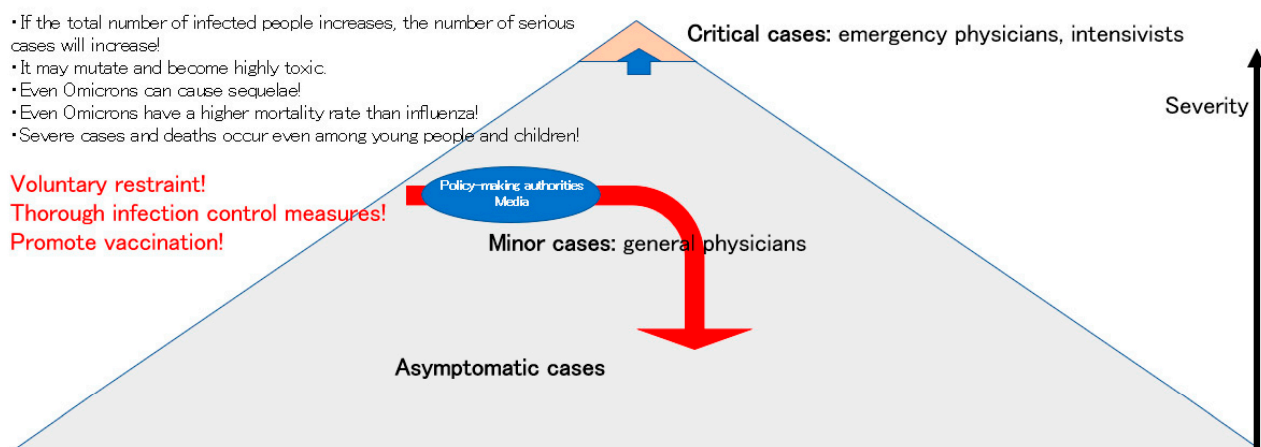 ・If the total number of infected people increases, the number of serious
cases will increase!
・It may mutate and become highly toxic.
・Even Omicrons can cause sequelae!
・Even Omicrons have a higher mortality rate than influenza!
・Severe cases and deaths occur even among young people and children!
Critical cases: emergency physicians, intensivists
Severity
Voluntary restraint!
Thorough infection control measures!
Promote vaccination!
Policy-making authorities
Media
Minor cases: general physicians
Asymptomatic cases